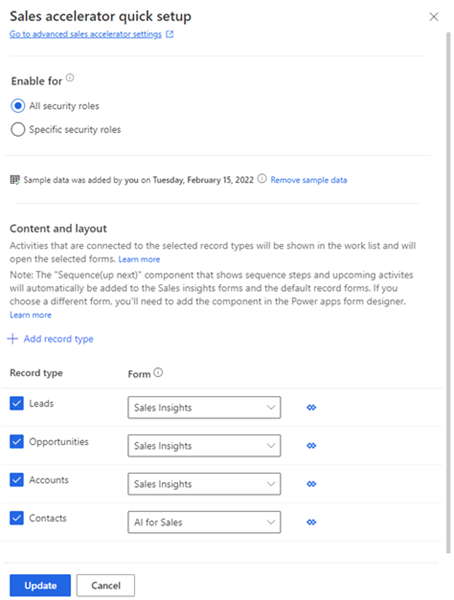 Sales accelerator quick setup
Go to advanced sales accelerator settings
Enable for
All security roles
Specific security roles
Sample data was added by you on Tuesday, February 15, 2022 Remove sample data
Content and layout
Activities that are connected to the selected record types will be shown in the work list and will
open the selected forms. Learn more
Note: The "Sequence(up next)" component that shows sequence steps and upcoming activites
will automatically be added to the Sales insights forms and the default record forms. If you
choose a different form, you'll need to add the component in the Power apps form designer.
Learn more
Add record type
Record type Form
Leads Sales Insights
Opportunities Sales Insights
Accounts Sales Insights
Contacts AI for Sales
Update Cancel